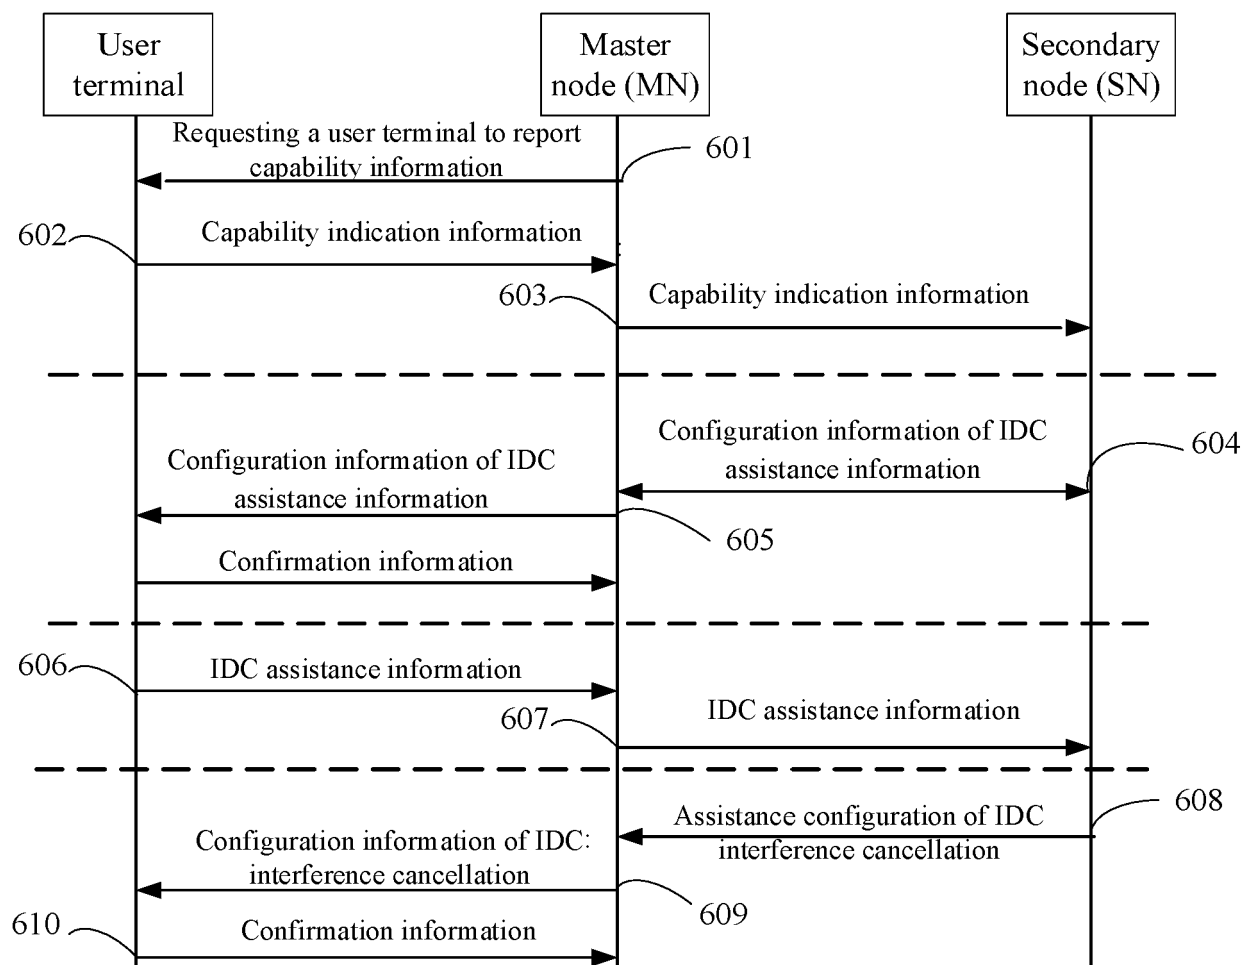 User
terminal
Master
node (MN)
Secondary
node (SN)
Requesting a user terminal to report
capability information
601
602
Capability indication information
603
Capability indication information
Configuration information of IDC
assistance information
604
Configuration information of IDC
assistance information
605
Confirmation information
606
IDC assistance information
607
IDC assistance information
608
Assistance configuration of IDC
interference cancellation
Configuration information of IDC:
interference cancellation
609
610
Confirmation information